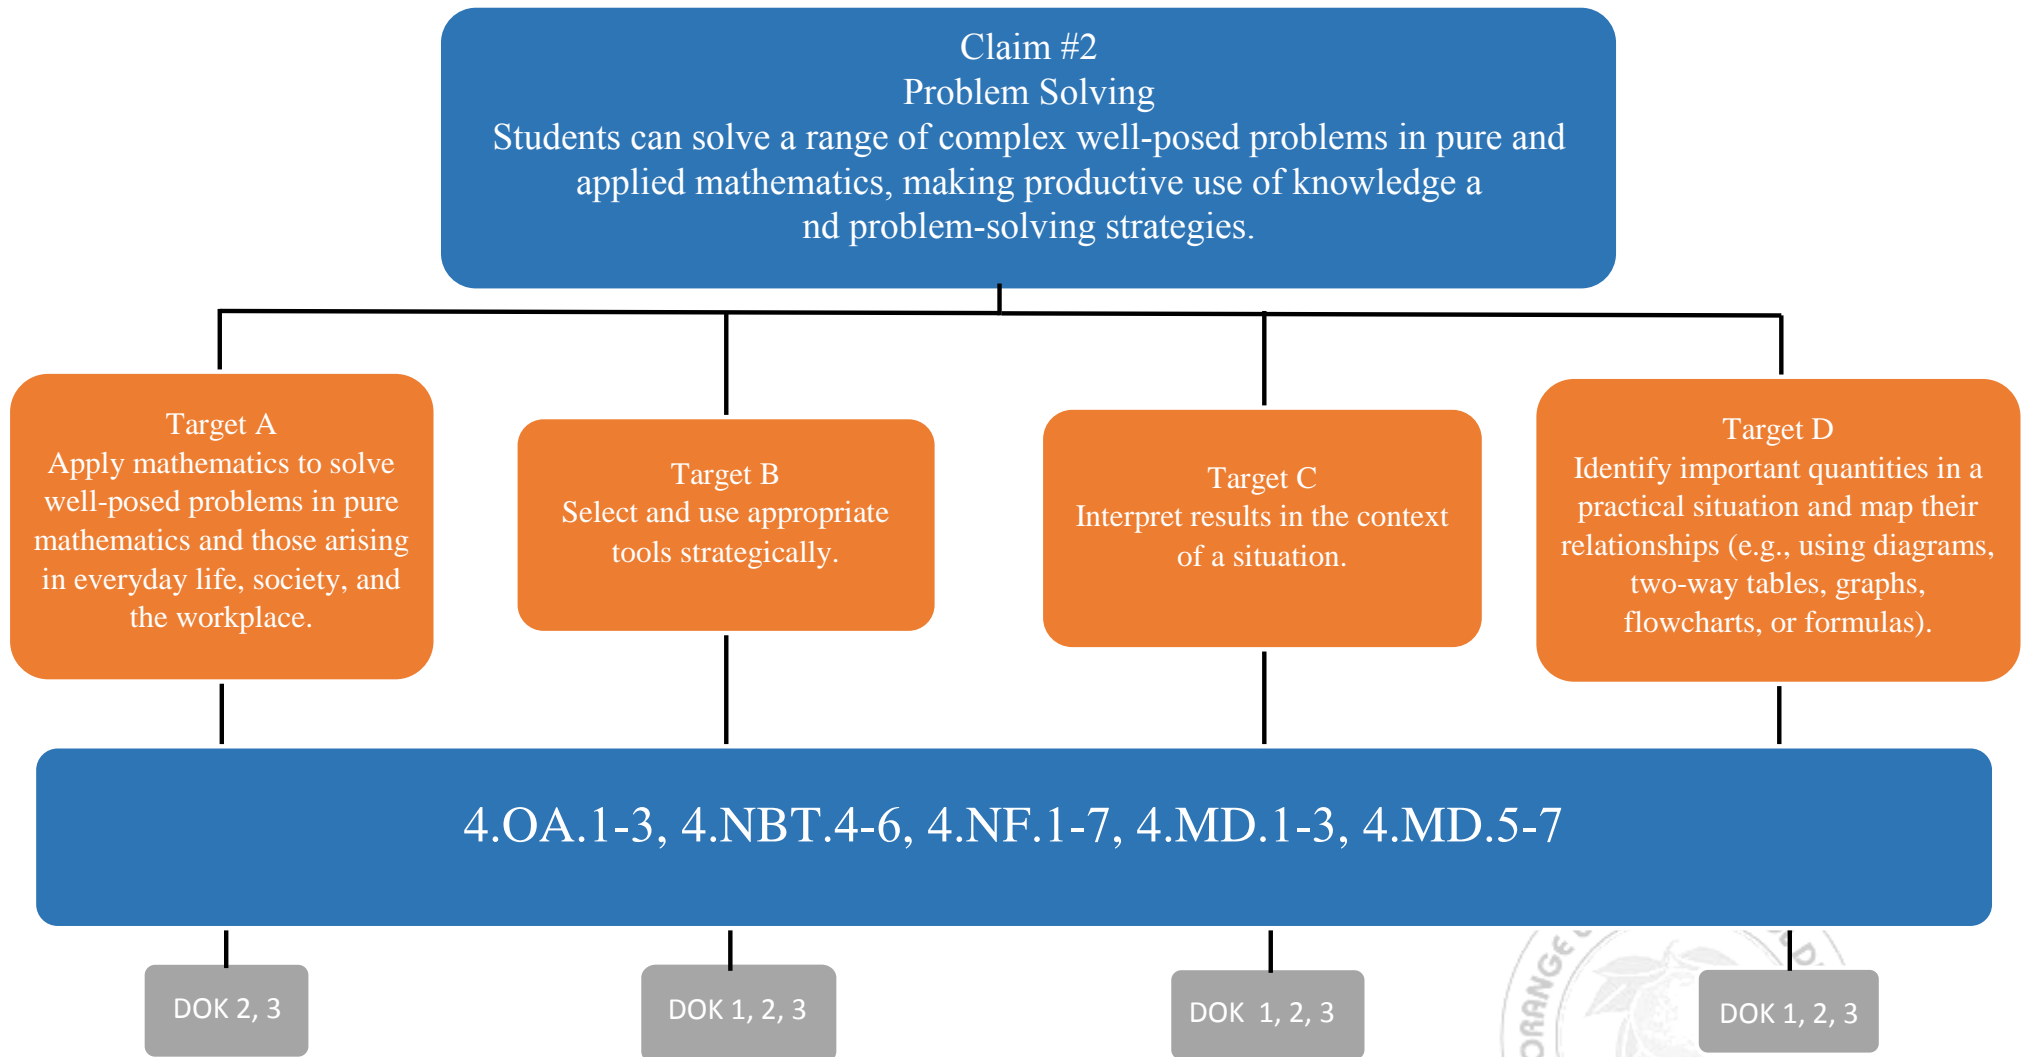 Claim #2
Problem Solving
Students can solve a range of complex well-posed problems in pure and
applied mathematics, making productive use of knowledge a
nd problem-solving strategies.
Target A
Apply mathematics to solve
well-posed problems in pure
mathematics and those arising
in everyday life, society, and
the workplace.
Target B
Select and use appropriate
tools strategically.
Target C
Interpret results in the context
of a situation.
Target D
Identify important quantities in a
practical situation and map their
relationships (e.g., using diagrams,
two-way tables, graphs,
flowcharts, or formulas).
4.OA.1-3, 4.NBT.4-6, 4.NF.1-7, 4.MD.1-3, 4.MD.5-7
DOK 2, 3
DOK 1, 2, 3
DOK 1, 2, 3
DOK 1, 2, 3
ORANGE